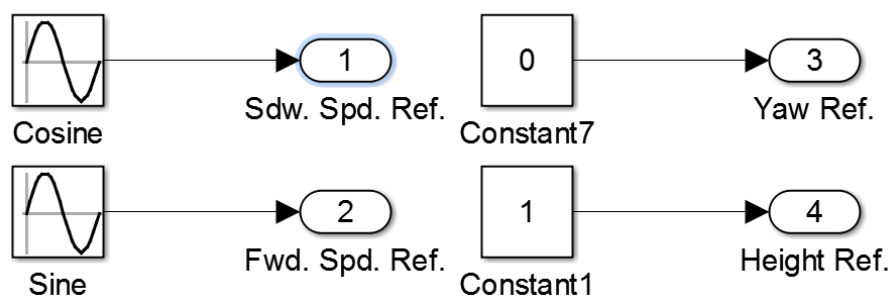 1
0
3
Cosine
Sdw. Spd. Ref.
Constant7
Yaw Ref.
2
1
4
Sine
Fwd. Spd. Ref.
Constant1
Height Ref.